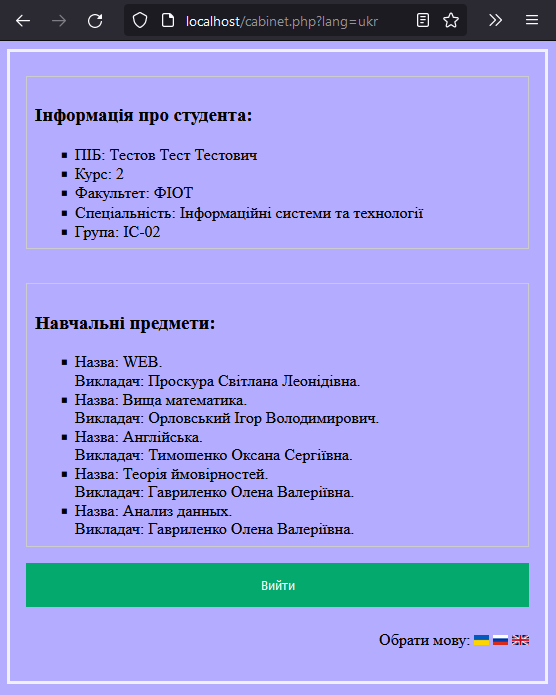 localhost/cabinet.php?lang=ukr
Інформація про студента:
ПІБ: Тестов Тест Тестович
Курс: 2
Факультет: ФІОТ
Спеціальність: Інформаційні системи та технології
Група: ІС-02
Навчальні предмети:
Назва: WEB.
Викладач: Проскура Світлана Леонідівна.
Назва: Вища математика.
Викладач: Орловський Ігор Володимирович.
Назва: Англійська.
Викладач: Тимошенко Оксана Сергіївна.
Назва: Теорія ймовірностей.
Викладач: Гавриленко Олена Валеріївна.
Назва: Анализ данных.
Викладач: Гавриленко Олена Валеріївна.
Вийти
Обрати мову: